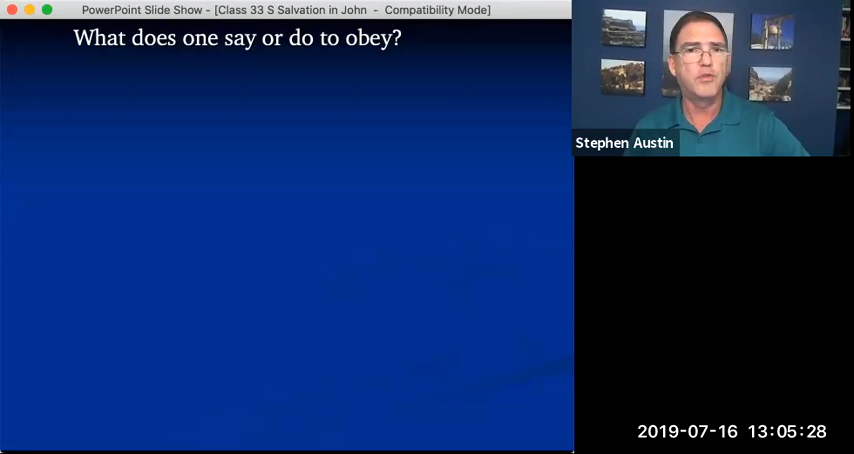 PowerPoint Slide Show - [Class 33 S Salvation in John - Compatibility Mode]
What does one say or do to obey?
Stephen Austin
2019-07-16 13:05:28